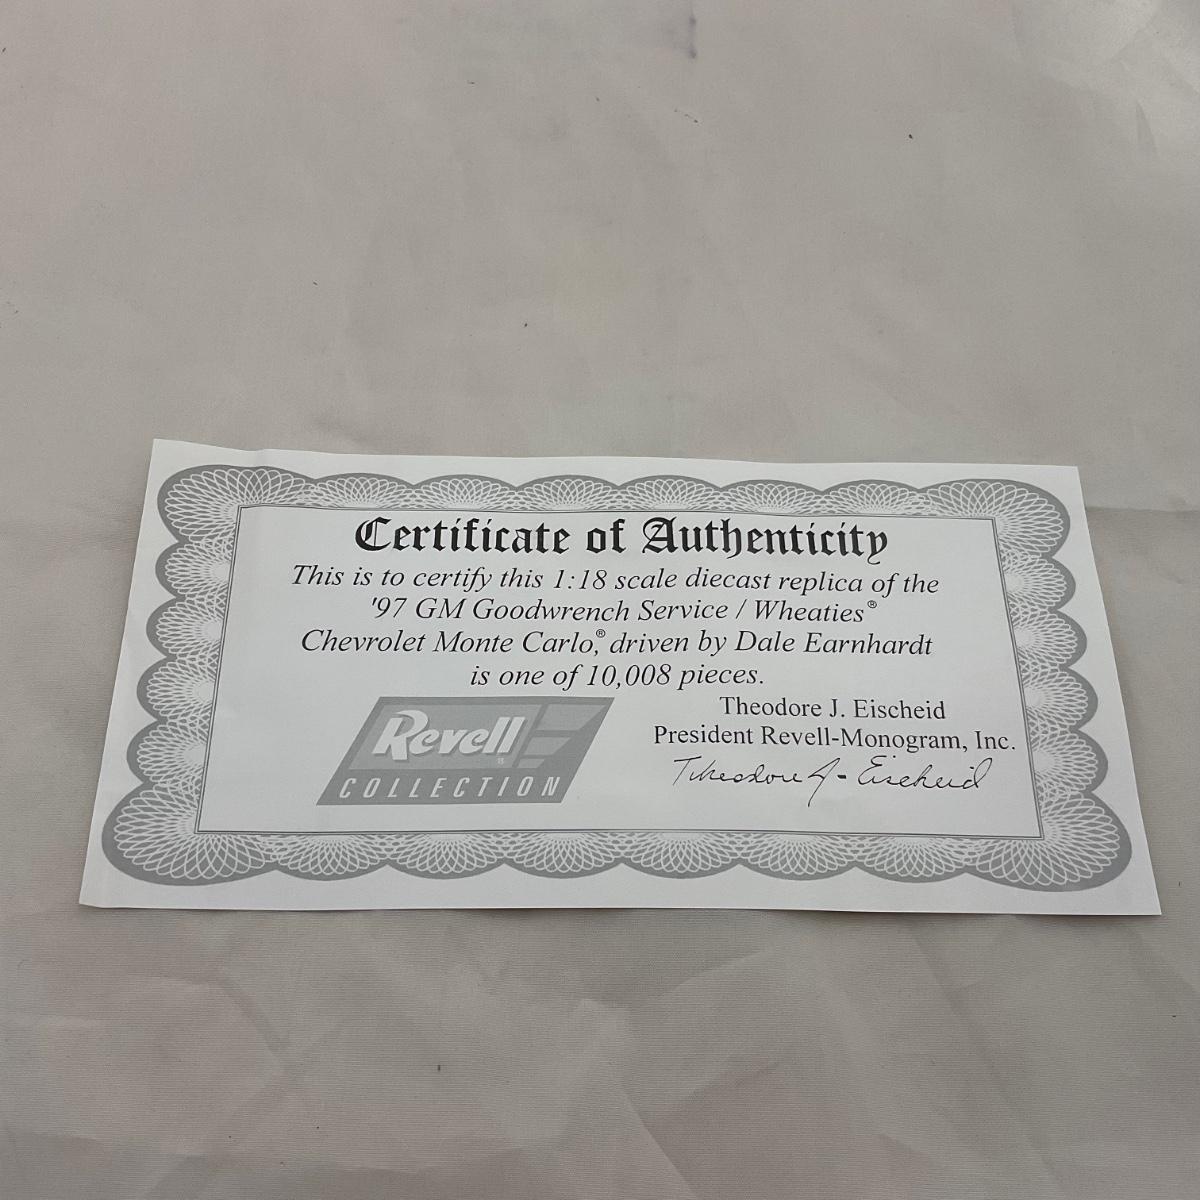 Certificate of Authenticity
This is to certify this 1:18 scale diecast replica of the
'97 GM Goodwrench Service / Wheaties®
Chevrolet Monte Carlo,® driven by Dale Earnhardt
is one of 10,008 pieces.
Revell®
COLLECTION
Theodore J. Eischeid
President Revell-Monogram, Inc.
Theodore J. Eischeid